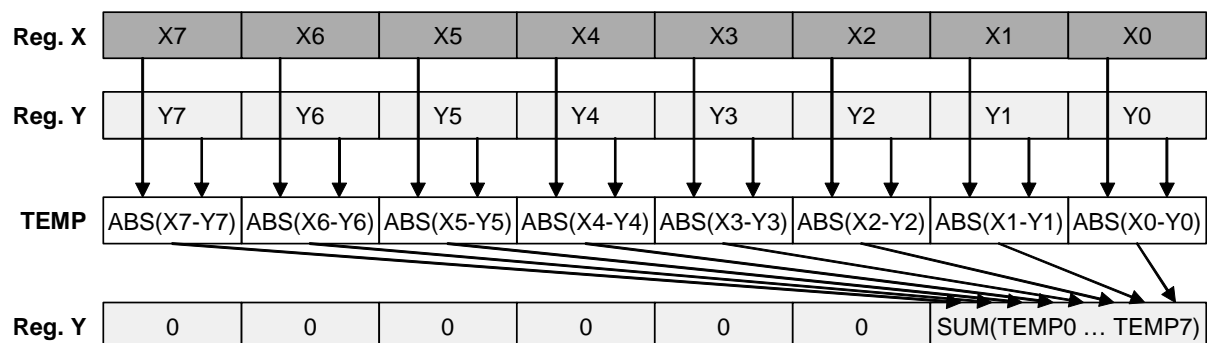 Reg. X X7 X6 X5 X4 X3 X2 X1 X0
Reg. Y Y7 Y6 Y5 Y4 Y3 Y2 Y1 Y0
TEMP ABS(X7-Y7) ABS(X6-Y6) ABS(X5-Y5) ABS(X4-Y4) ABS(X3-Y3) ABS(X2-Y2) ABS(X1-Y1) ABS(X0-Y0)
Reg. Y 0 0 0 0 0 0 SUM(TEMP0 … TEMP7)